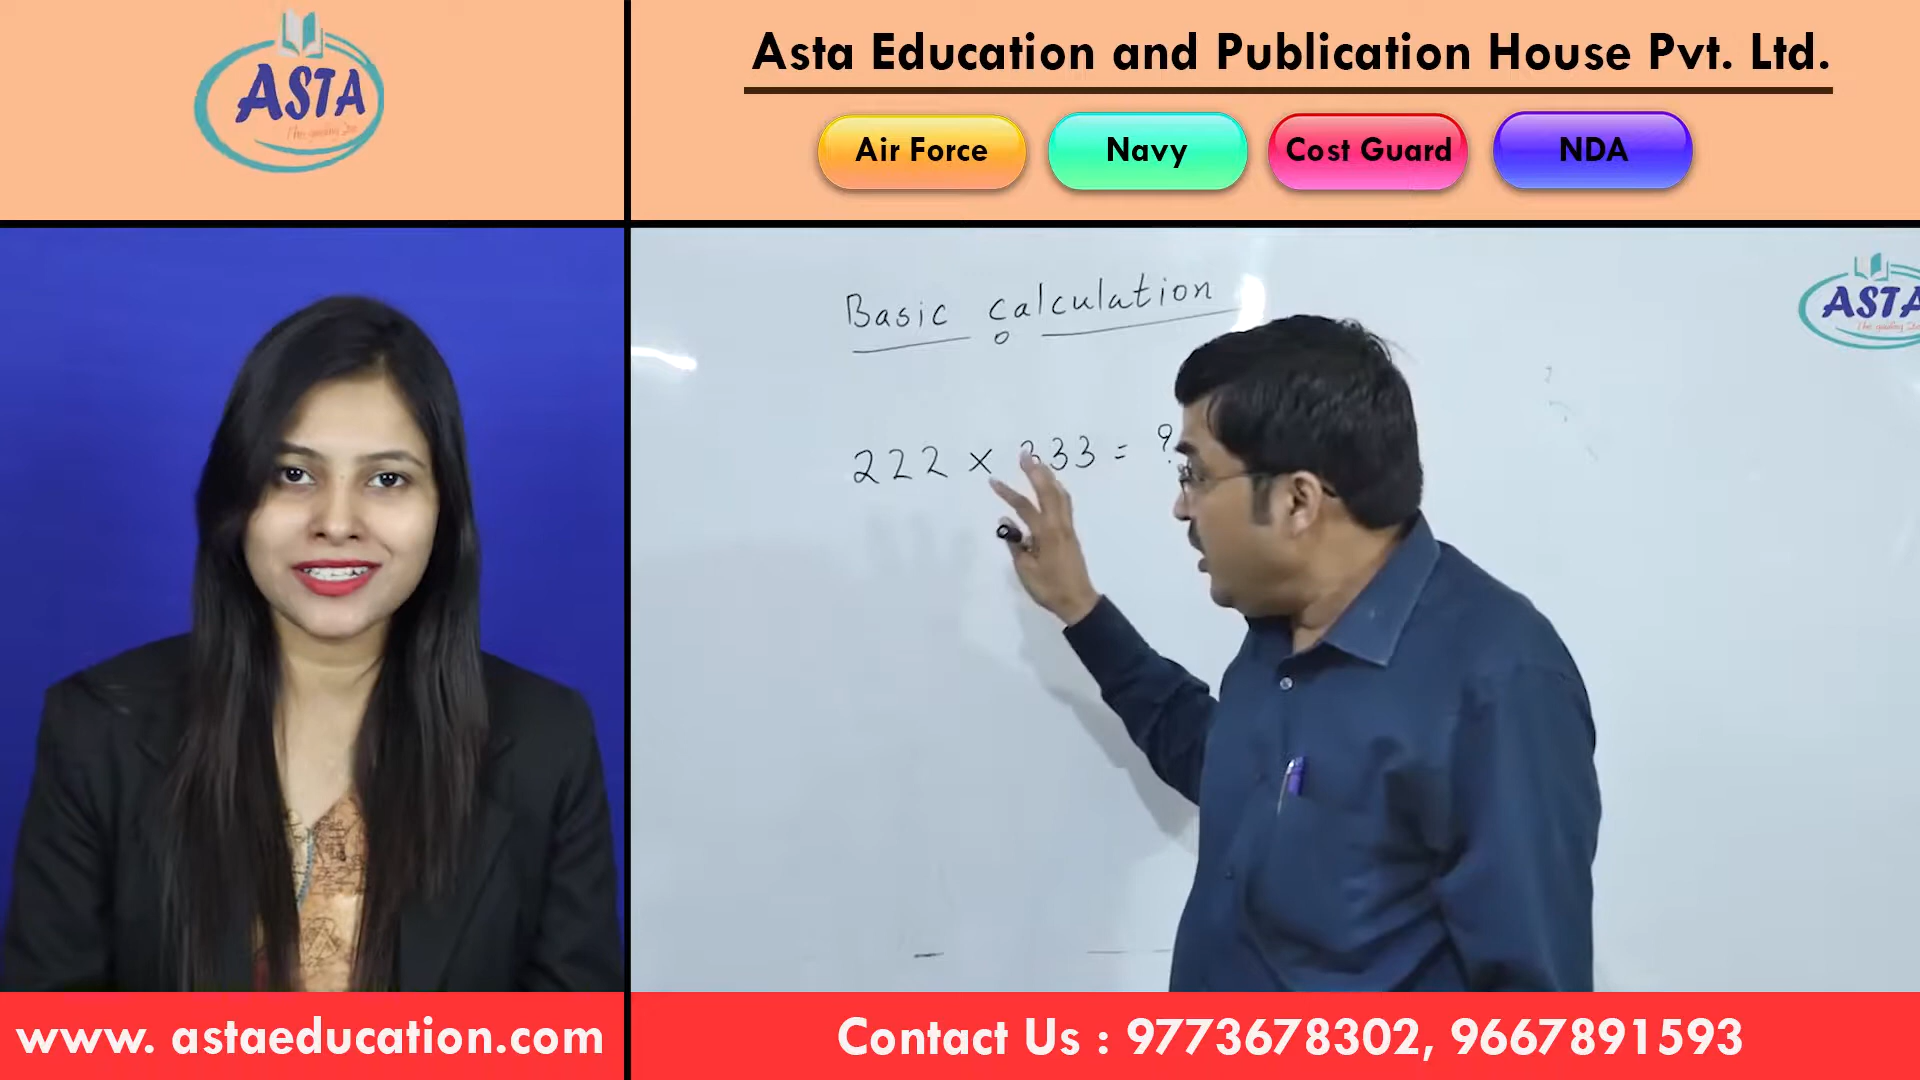 ASTA
Asta Education and Publication House Pvt. Ltd.
Air Force
Navy
Cost Guard
NDA
Basic calculation
222 × 333 = ?
ASTA
www. astaeducation.com
Contact Us : 9773678302, 9667891593